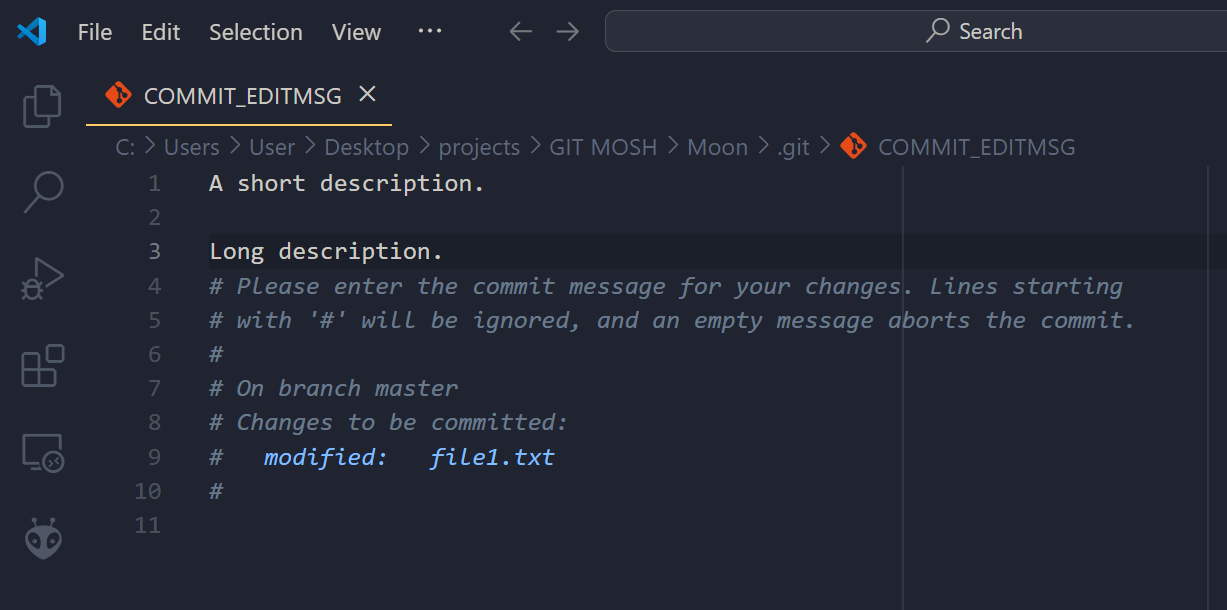 File Edit Selection View ··· Search
COMMIT_EDITMSG
C: > Users > User > Desktop > projects > GIT MOSH > Moon > .git > COMMIT_EDITMSG
1 A short description.
2
3 Long description.
4 # Please enter the commit message for your changes. Lines starting
5 # with '#' will be ignored, and an empty message aborts the commit.
6 #
7 # On branch master
8 # Changes to be committed:
9 # modified: file1.txt
10 #
11